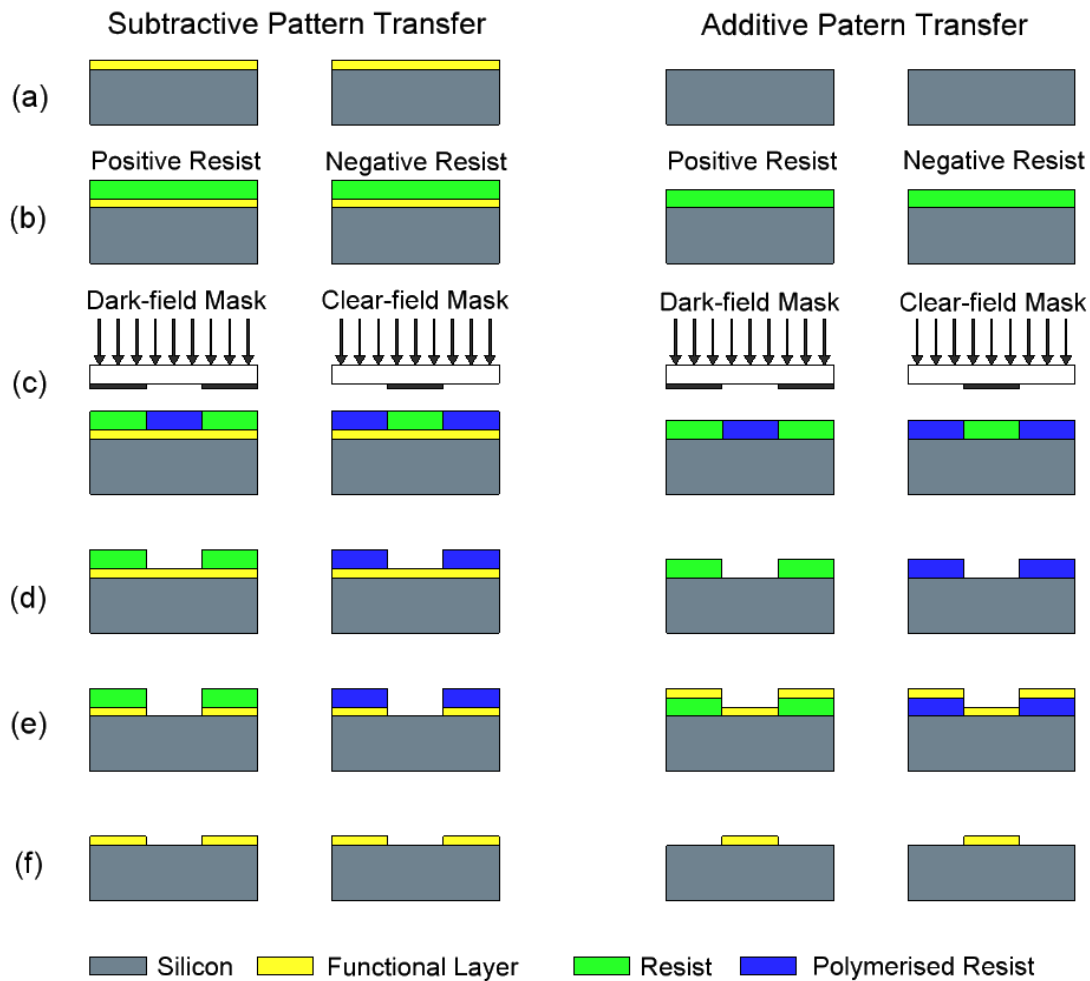 Subtractive Pattern Transfer
Additive Patern Transfer
(a)
Positive Resist
Negative Resist
Positive Resist
Negative Resist
(b)
Dark-field Mask
Clear-field Mask
Dark-field Mask
Clear-field Mask
(c)
(d)
(e)
(f)
Silicon
Functional Layer
Resist
Polymerised Resist